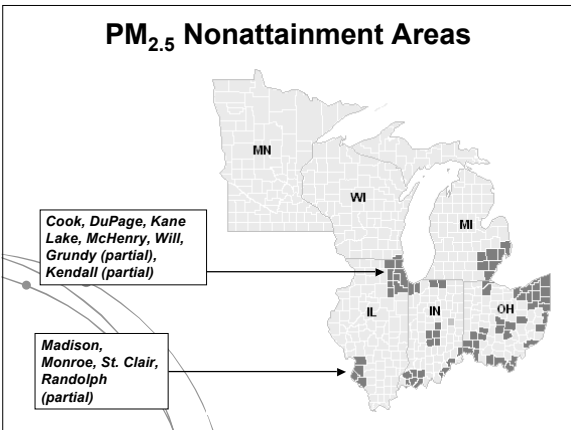 PM2.5 Nonattainment Areas
MN
WI
MI
Cook, DuPage, Kane
Lake, McHenry, Will,
Grundy (partial),
Kendall (partial)
IL
IN
OH
Madison,
Monroe, St. Clair,
Randolph
(partial)